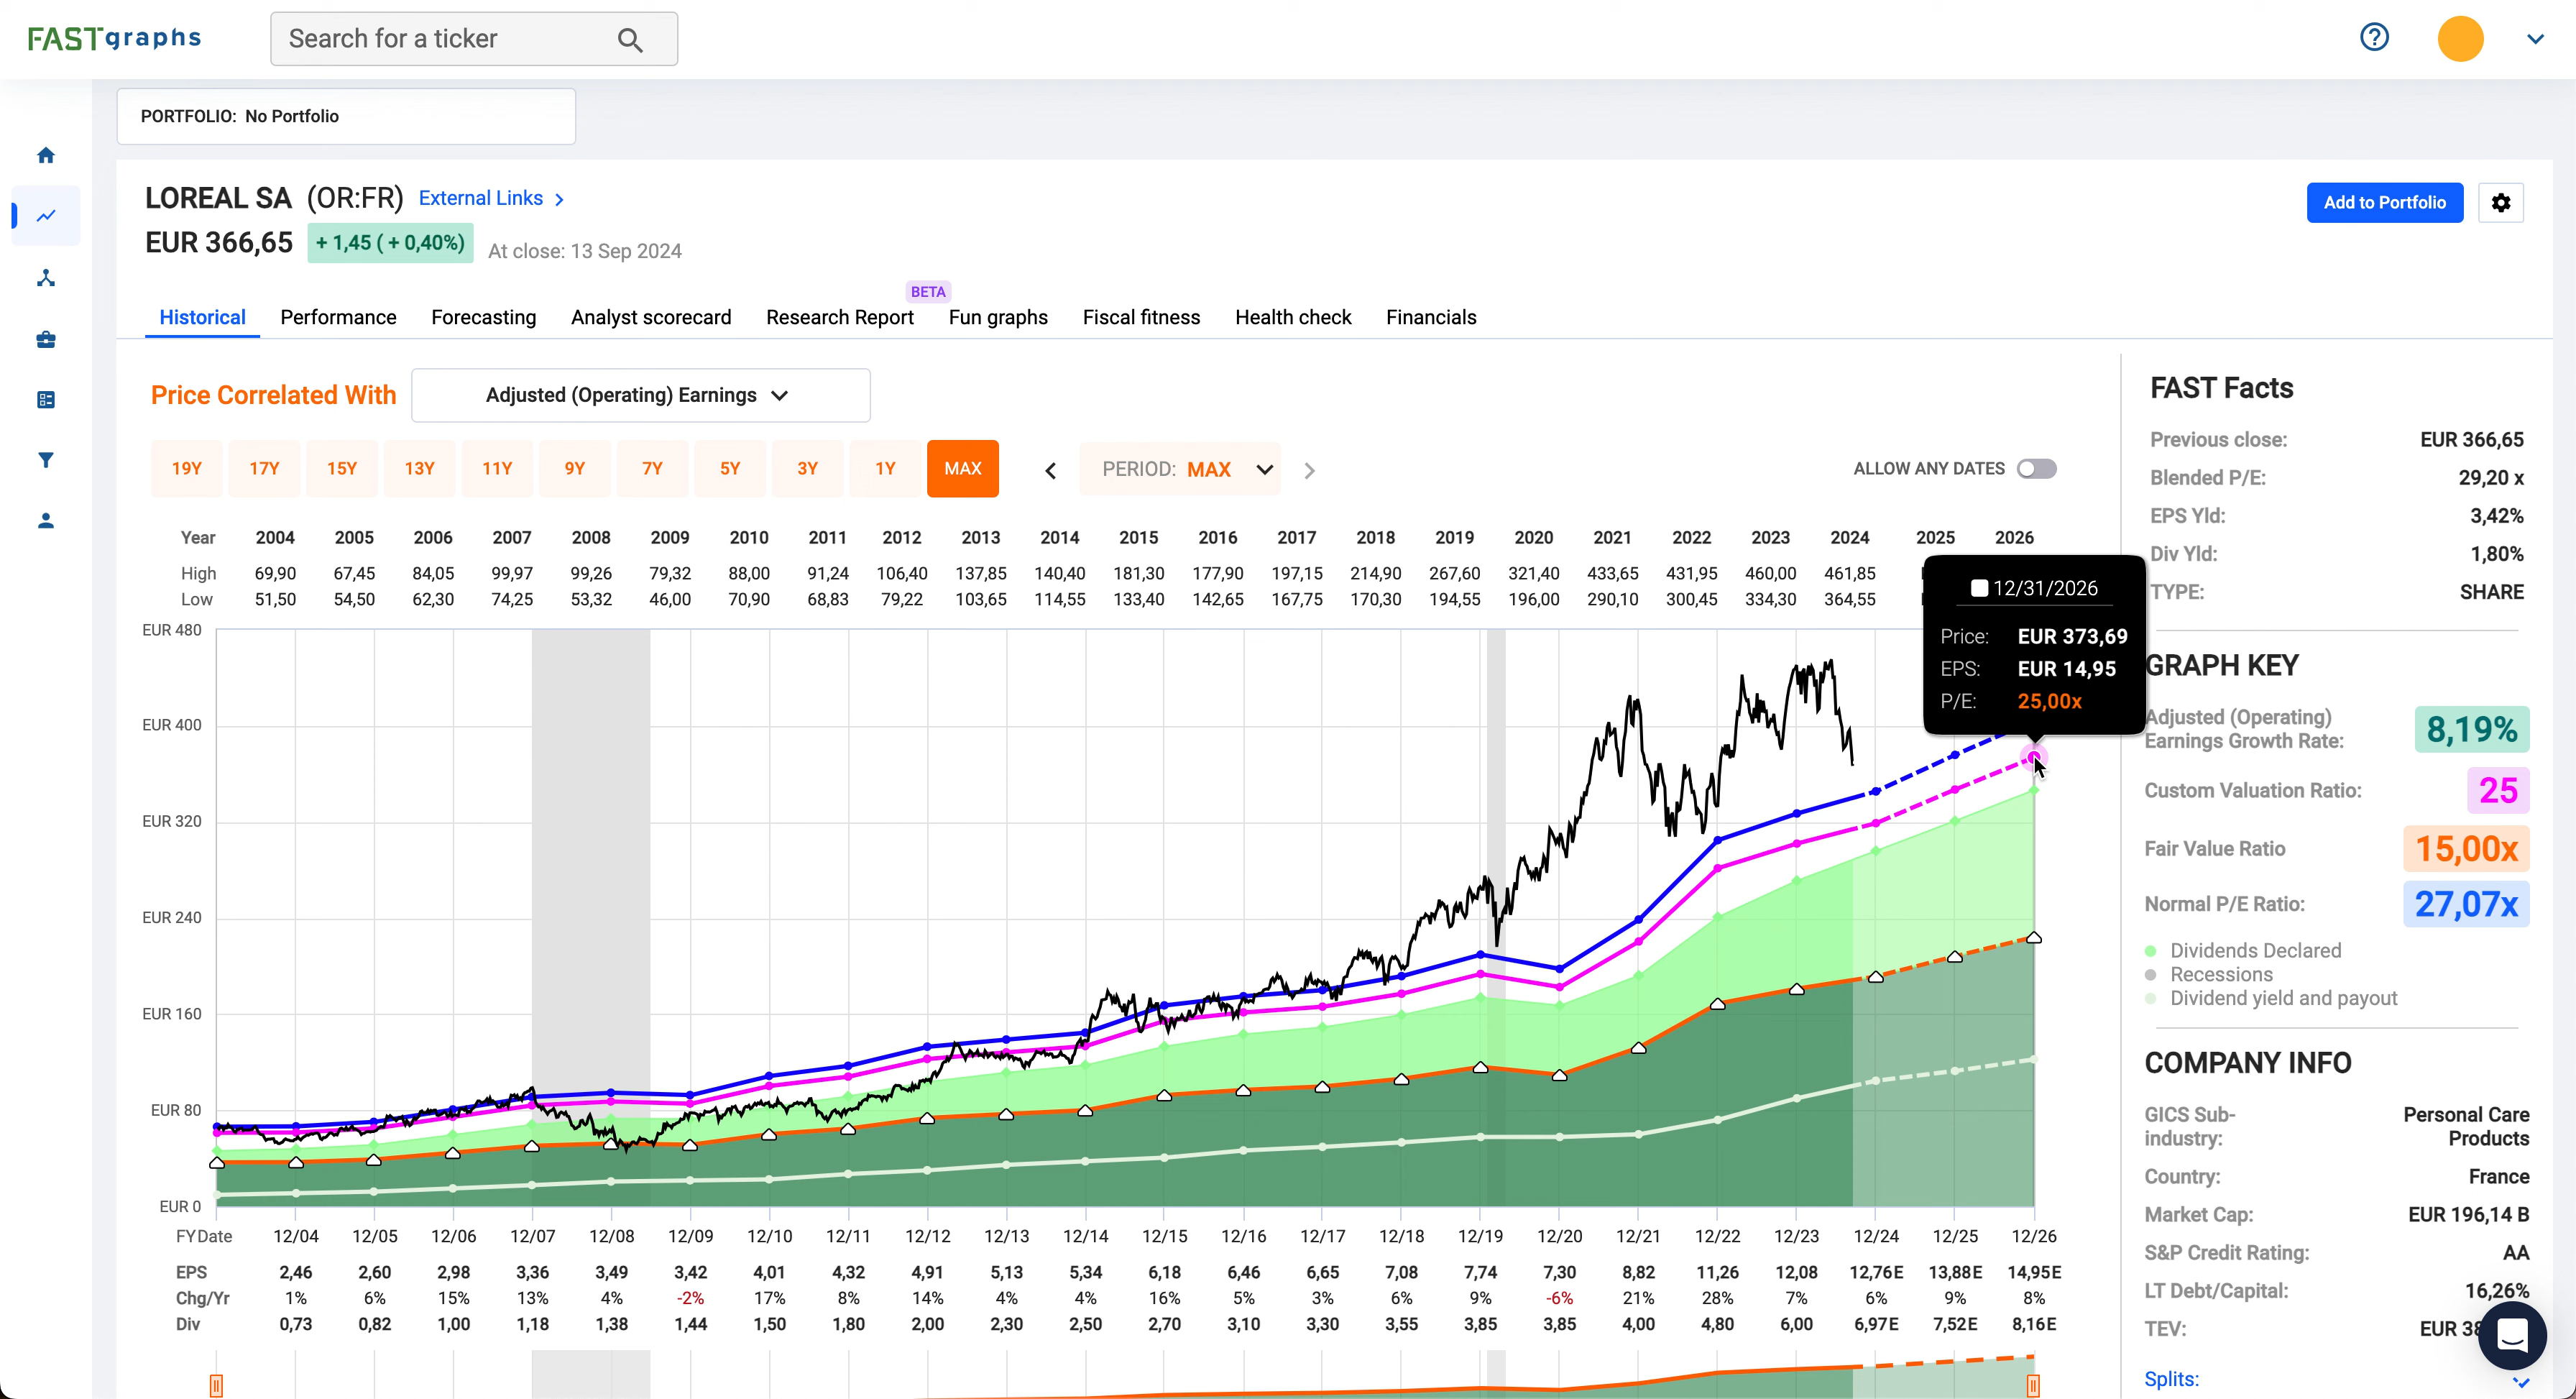 FASTgraphs
Search for a ticker
PORTFOLIO: No Portfolio
LOREAL SA (OR:FR) External Links
EUR 366,65 + 1,45 ( + 0,40%) At close: 13 Sep 2024
Add to Portfolio
BETA
Historical Performance Forecasting Analyst scorecard Research Report Fun graphs Fiscal fitness Health check Financials
Price Correlated With Adjusted (Operating) Earnings
19Y 17Y 15Y 13Y 11Y 9Y 7Y 5Y 3Y 1Y MAX PERIOD: MAX ALLOW ANY DATES
Year 2004 2005 2006 2007 2008 2009 2010 2011 2012 2013 2014 2015 2016 2017 2018 2019 2020 2021 2022 2023 2024 2025 2026
High 69,90 67,45 84,05 99,97 99,26 79,32 88,00 91,24 106,40 137,85 140,40 181,30 177,90 197,15 214,90 267,60 321,40 433,65 431,95 460,00 461,85
Low 51,50 54,50 62,30 74,25 53,32 46,00 70,90 68,83 79,22 103,65 114,55 133,40 142,65 167,75 170,30 194,55 196,00 290,10 300,45 334,30 364,55
12/31/2026
Price: EUR 373,69
EPS: EUR 14,95
P/E: 25,00x
EUR 480
EUR 400
EUR 320
EUR 240
EUR 160
EUR 80
EUR 0
FYDate 12/04 12/05 12/06 12/07 12/08 12/09 12/10 12/11 12/12 12/13 12/14 12/15 12/16 12/17 12/18 12/19 12/20 12/21 12/22 12/23 12/24 12/25 12/26
EPS 2,46 2,60 2,98 3,36 3,49 3,42 4,01 4,32 4,91 5,13 5,34 6,18 6,46 6,65 7,08 7,74 7,30 8,82 11,26 12,08 12,76E 13,88E 14,95E
Chg/Yr 1% 6% 15% 13% 4% -2% 17% 8% 14% 4% 4% 16% 5% 3% 6% 9% -6% 21% 28% 7% 6% 9% 8%
Div 0,73 0,82 1,00 1,18 1,38 1,44 1,50 1,80 2,00 2,30 2,50 2,70 3,10 3,30 3,55 3,85 3,85 4,00 4,80 6,00 6,97E 7,52E 8,16E
FAST Facts
Previous close: EUR 366,65
Blended P/E: 29,20 x
EPS Yld: 3,42%
Div Yld: 1,80%
TYPE: SHARE
GRAPH KEY
Adjusted (Operating)
Earnings Growth Rate: 8,19%
Custom Valuation Ratio: 25
Fair Value Ratio 15,00x
Normal P/E Ratio: 27,07x
Dividends Declared
Recessions
Dividend yield and payout
COMPANY INFO
GICS Sub-
industry: Personal Care
Products
Country: France
Market Cap: EUR 196,14 B
S&P Credit Rating: AA
LT Debt/Capital: 16,26%
TEV: EUR
Splits: